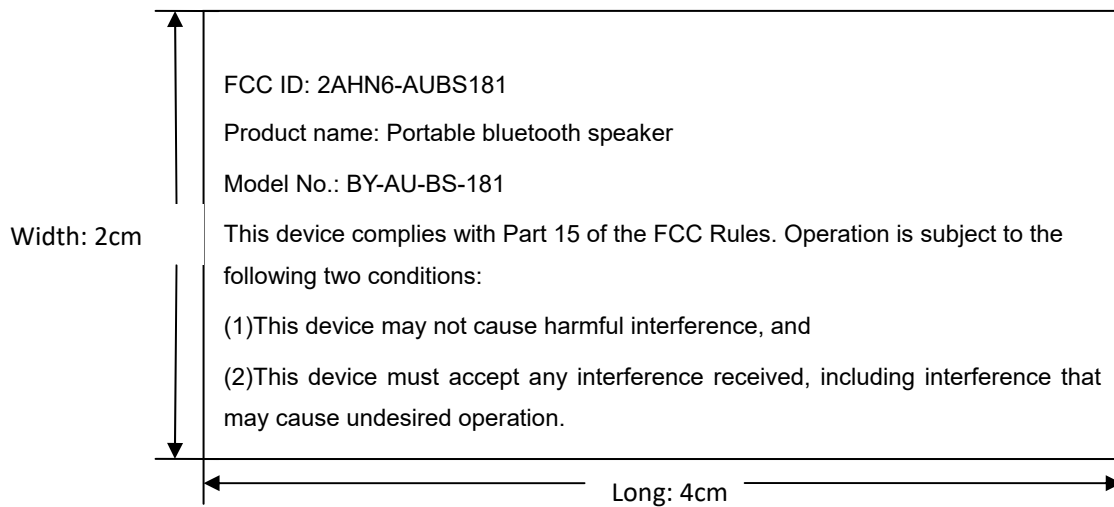 FCC ID: 2AHN6-AUBS181
Product name: Portable bluetooth speaker
Model No.: BY-AU-BS-181
Width: 2cm
This device complies with Part 15 of the FCC Rules. Operation is subject to the
following two conditions:
(1)This device may not cause harmful interference, and
(2)This device must accept any interference received, including interference that
may cause undesired operation.
Long: 4cm